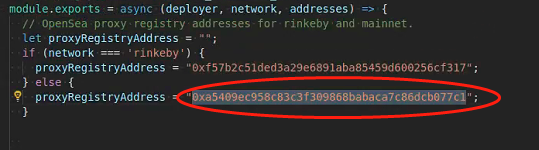 module.exports = async (deployer, network, addresses) => {
// OpenSea proxy registry addresses for rinkeby and mainnet.
let proxyRegistryAddress = "";
if (network === 'rinkeby') {
proxyRegistryAddress = "0xf57b2c51ded3a29e6891aba85459d600256cf317";
} else {
proxyRegistryAddress = "0xa5409ec958c83c3f309868babaca7c86dcb077c1";
}